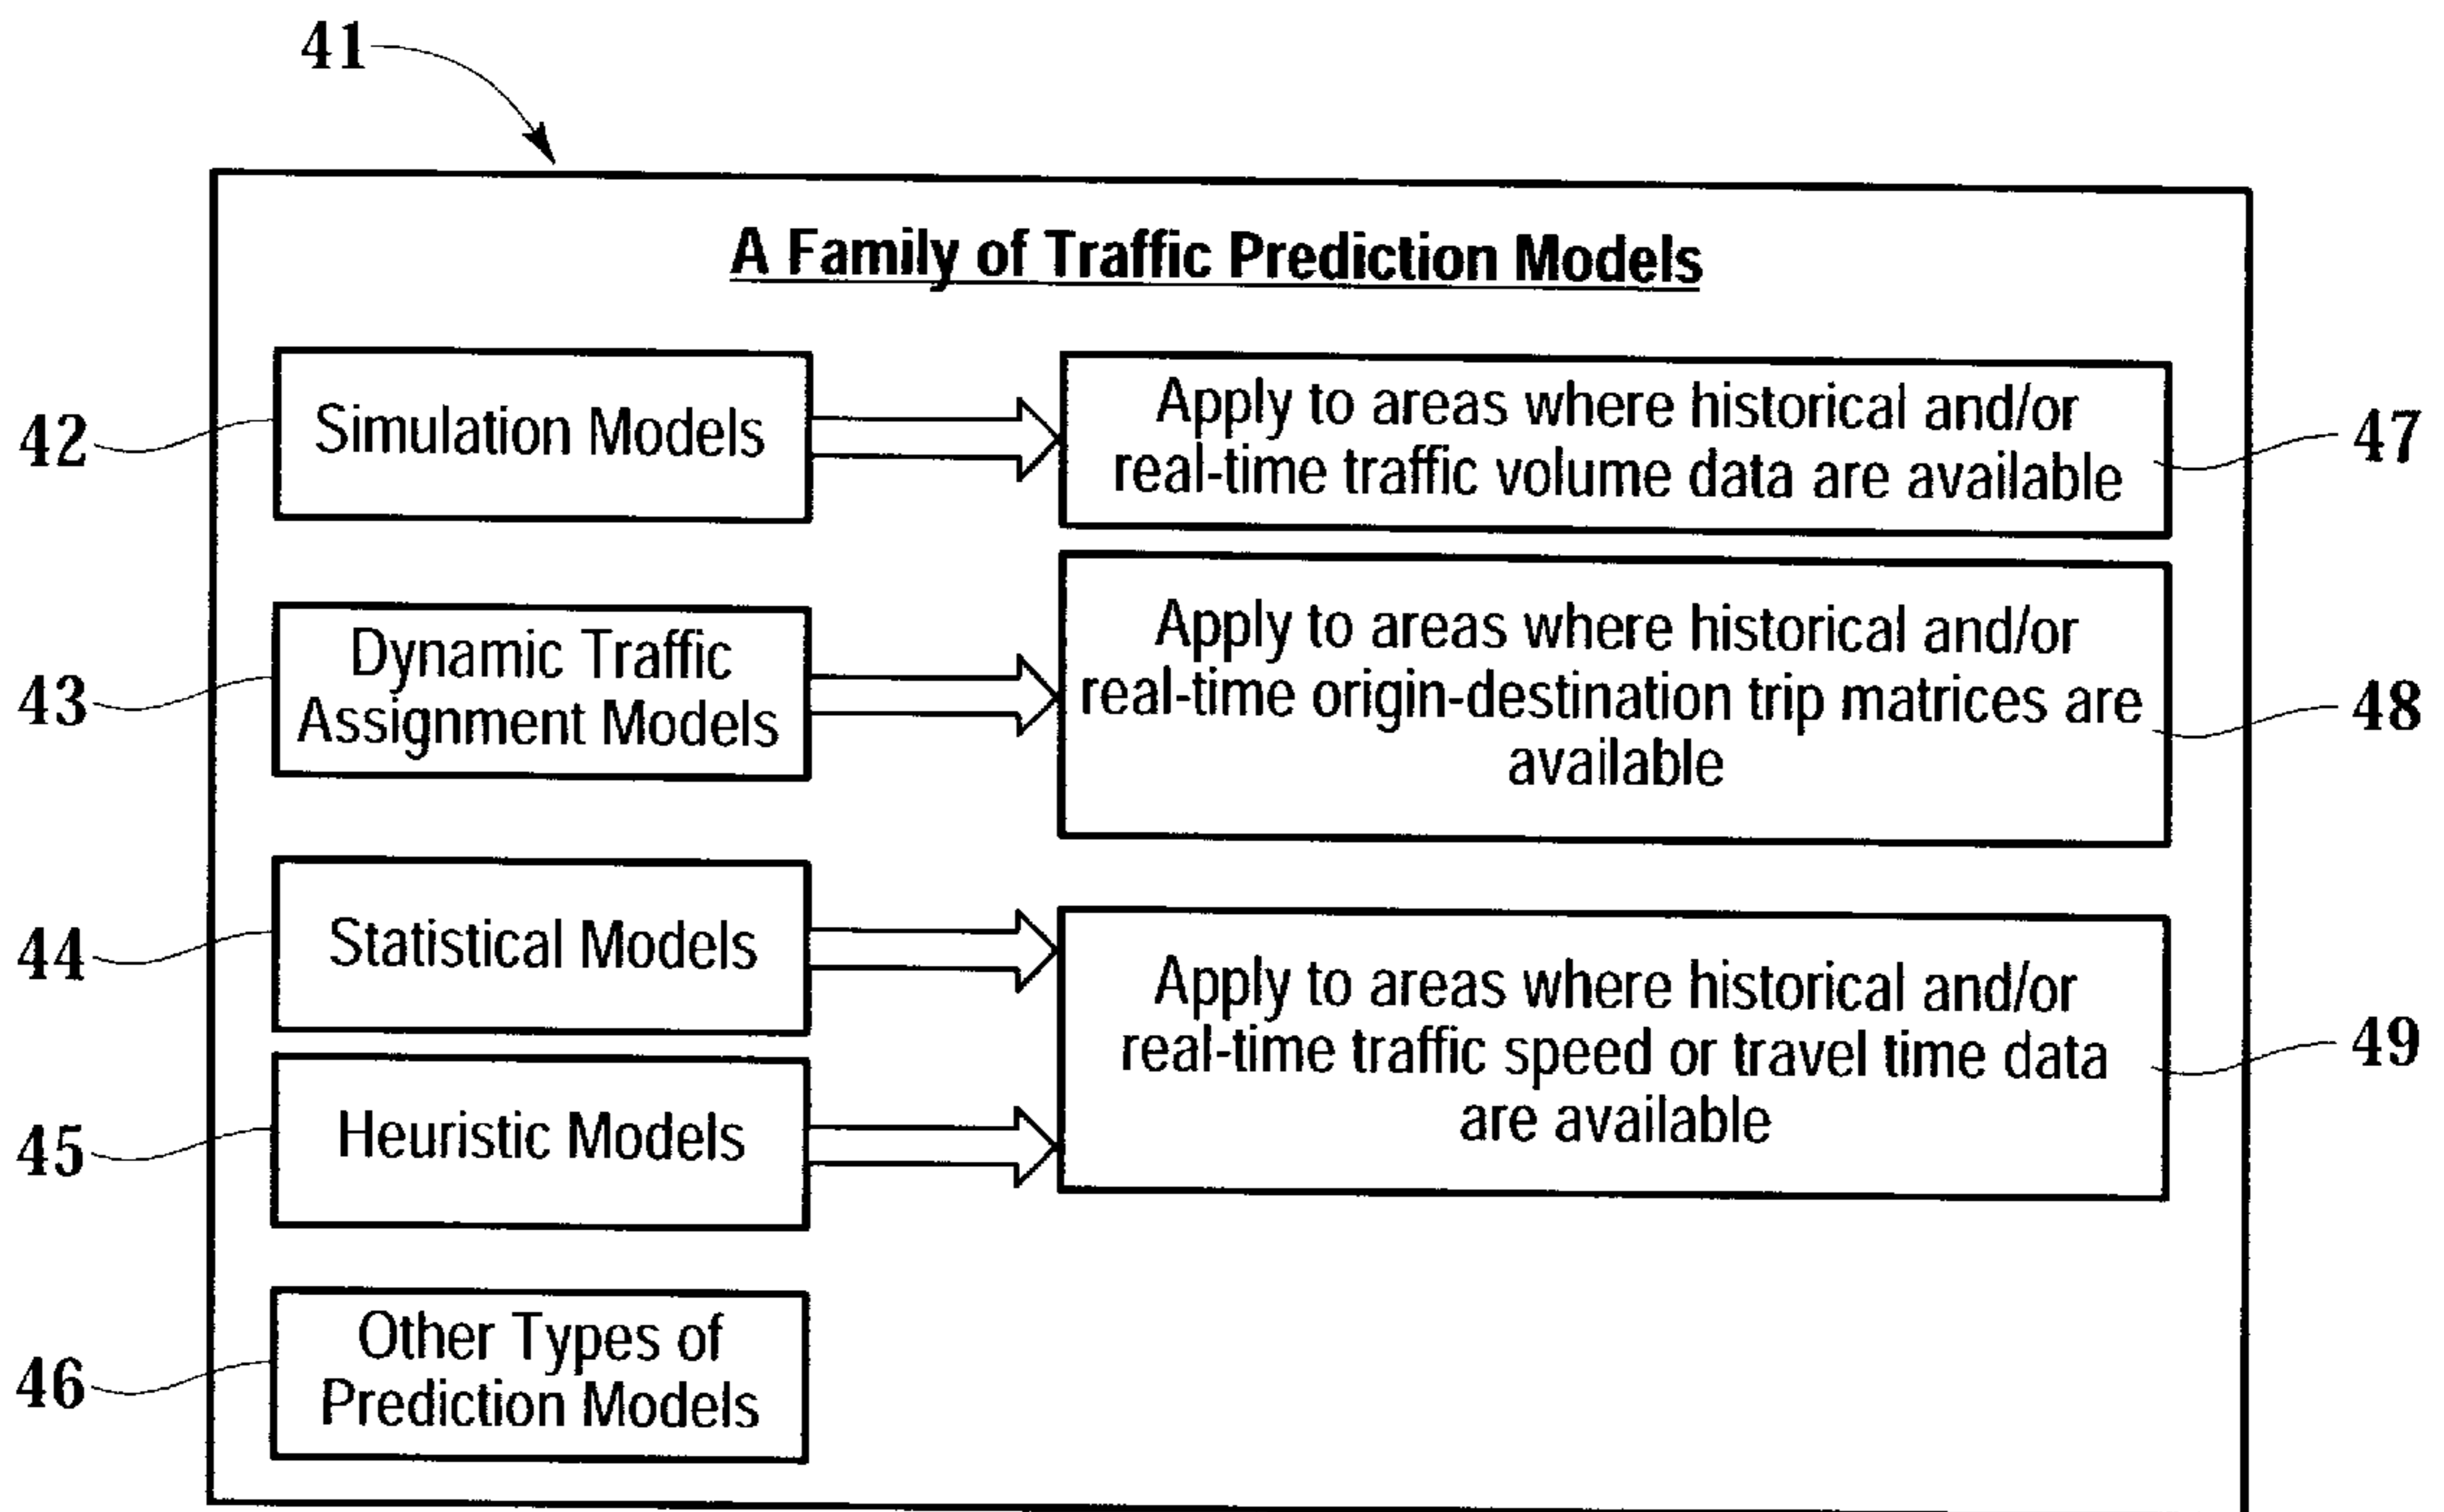 41
A Family of Traffic Prediction Models
42
Simulation Models
Apply to areas where historical and/or
real-time traffic volume data are available
47
43
Dynamic Traffic
Assignment Models
Apply to areas where historical and/or
real-time origin-destination trip matrices are
available
48
44
Statistical Models
45
Heuristic Models
Apply to areas where historical and/or
real-time traffic speed or travel time data
are available
49
46
Other Types of
Prediction Models